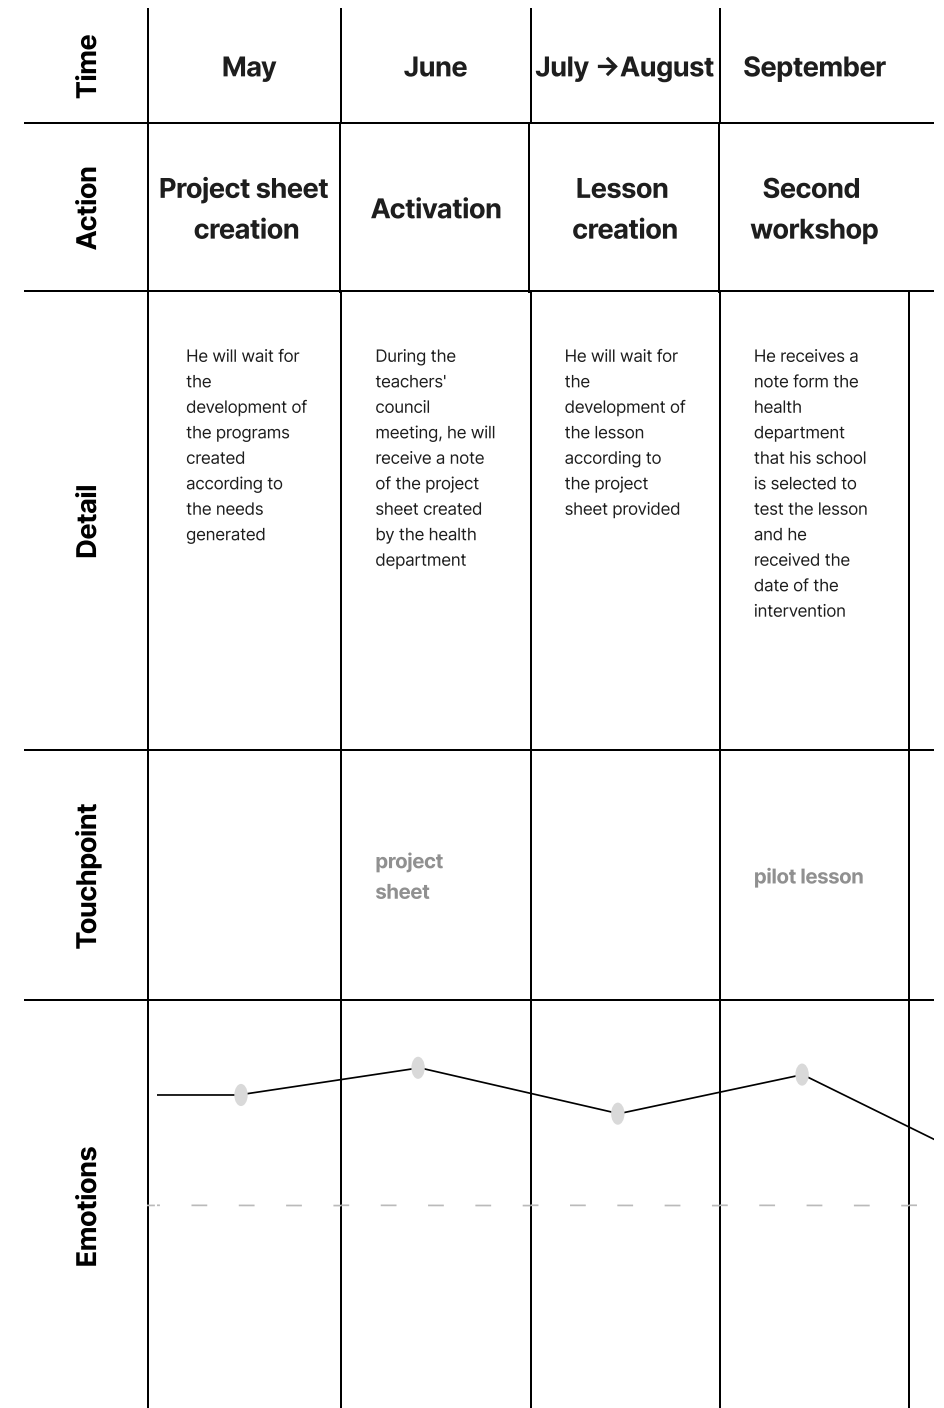 Time
May
June
July →August
September
Action
Project sheet
creation
Activation
Lesson
creation
Second
workshop
Detail
He will wait for
the
development of
the programs
created
according to
the needs
generated
During the
teachers'
council
meeting, he will
receive a note
of the project
sheet created
by the health
department
He will wait for
the
development of
the lesson
according to
the project
sheet provided
He receives a
note form the
health
department
that his school
is selected to
test the lesson
and he
received the
date of the
intervention
Touchpoint
project
sheet
pilot lesson
Emotions